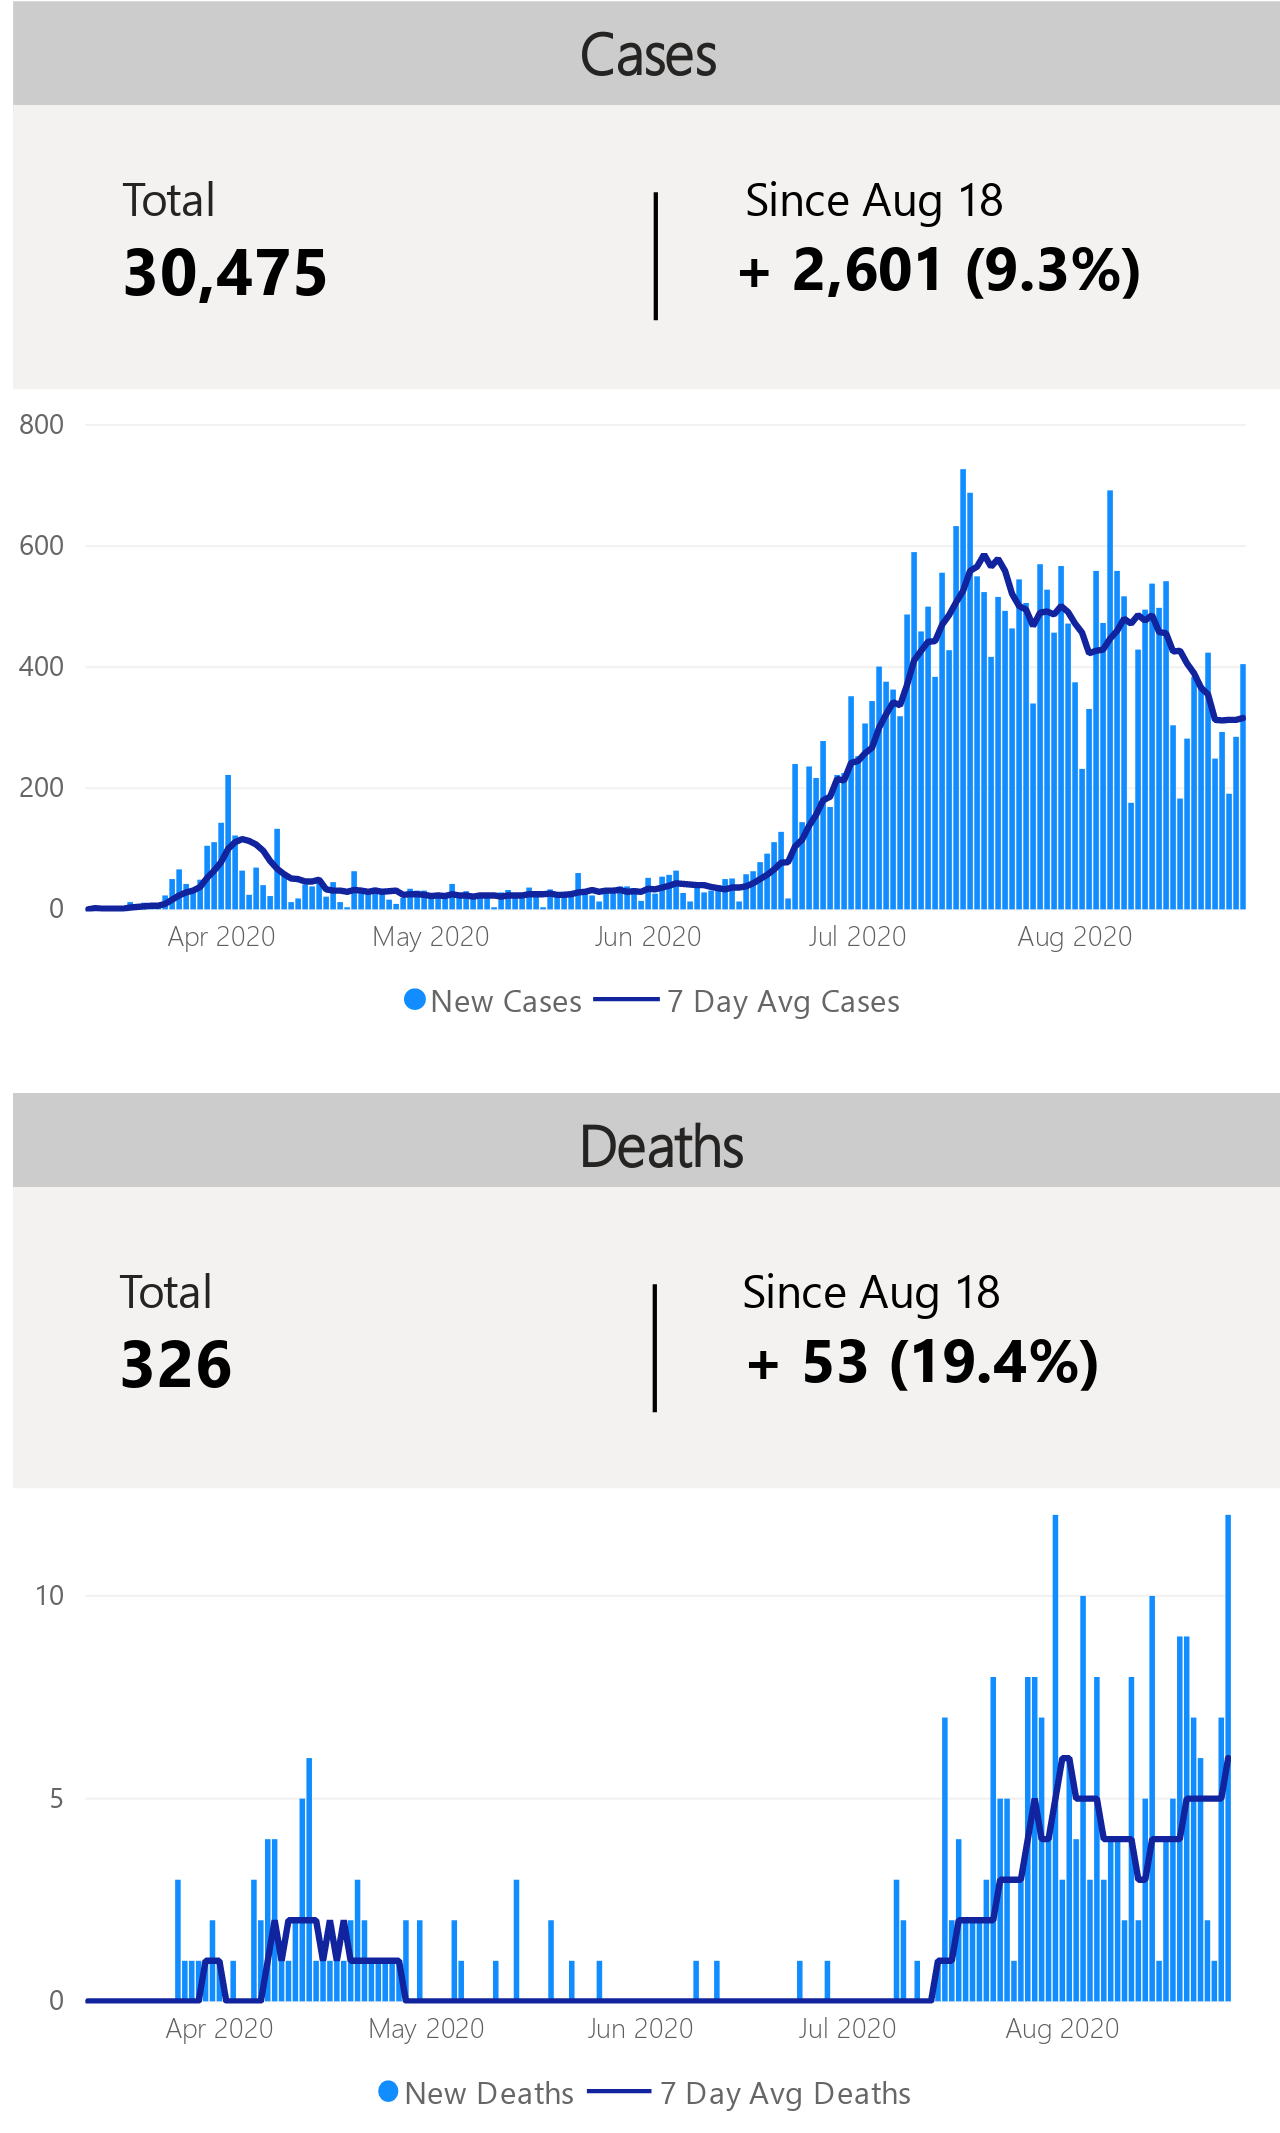 Cases
Total
Since Aug 18
30,475
+ 2,601 (9.3%)
800
600
400
200
0
Apr 2020 May 2020 Jun 2020 Jul 2020 Aug 2020
New Cases 7 Day Avg Cases
Deaths
Total
Since Aug 18
326
+ 53 (19.4%)
10
5
0
Apr 2020 May 2020 Jun 2020 Jul 2020 Aug 2020
New Deaths 7 Day Avg Deaths